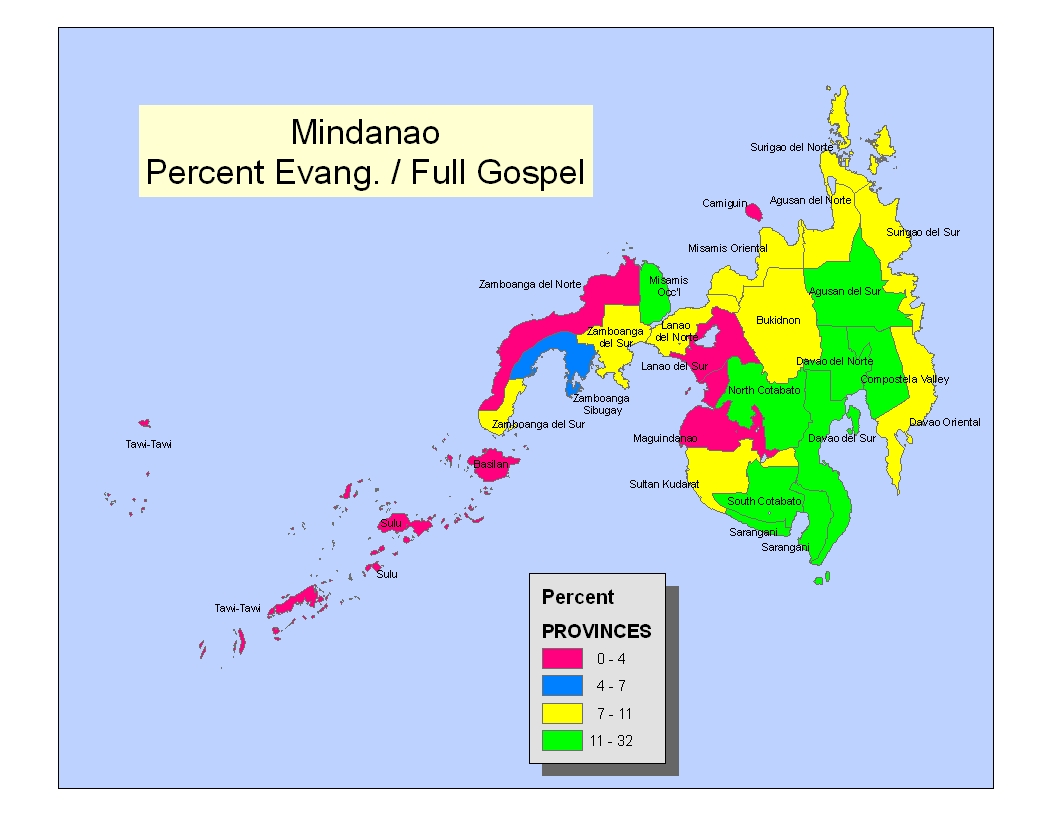 Mindanao
Percent Evang. / Full Gospel
Surigao del Norte
Camiguin
Agusan del Norte
Surigao del Sur
Misamis Oriental
Zamboanga del Norte
Misamis
Occ'l
Agusan del Sur
Bukidnon
Lanao
del Norte
Zamboanga
del Sur
Lanao del Sur
Davao del Norte
Compostela Valley
North Cotabato
Zamboanga
Sibugay
Zamboanga del Sur
Davao Oriental
Maguindanao
Davao del Sur
Tawi-Tawi
Basilan
Sultan Kudarat
South Cotabato
Sulu
Sarangani
Sarangani
Sulu
Tawi-Tawi
Percent
PROVINCES
0 - 4
4 - 7
7 - 11
11 - 32